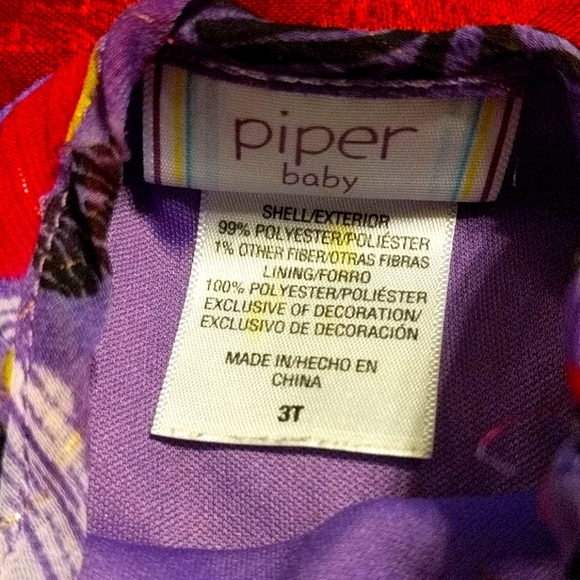 piper
baby
SHELL/EXTERIOR
99% POLYESTER/POLIÉSTER
1% OTHER FIBER/OTRAS FIBRAS
LINING/FORRO
100% POLYESTER/POLIÉSTER
EXCLUSIVE OF DECORATION/
EXCLUSIVO DE DECORACIÓN
MADE IN/HECHO EN
CHINA
3T